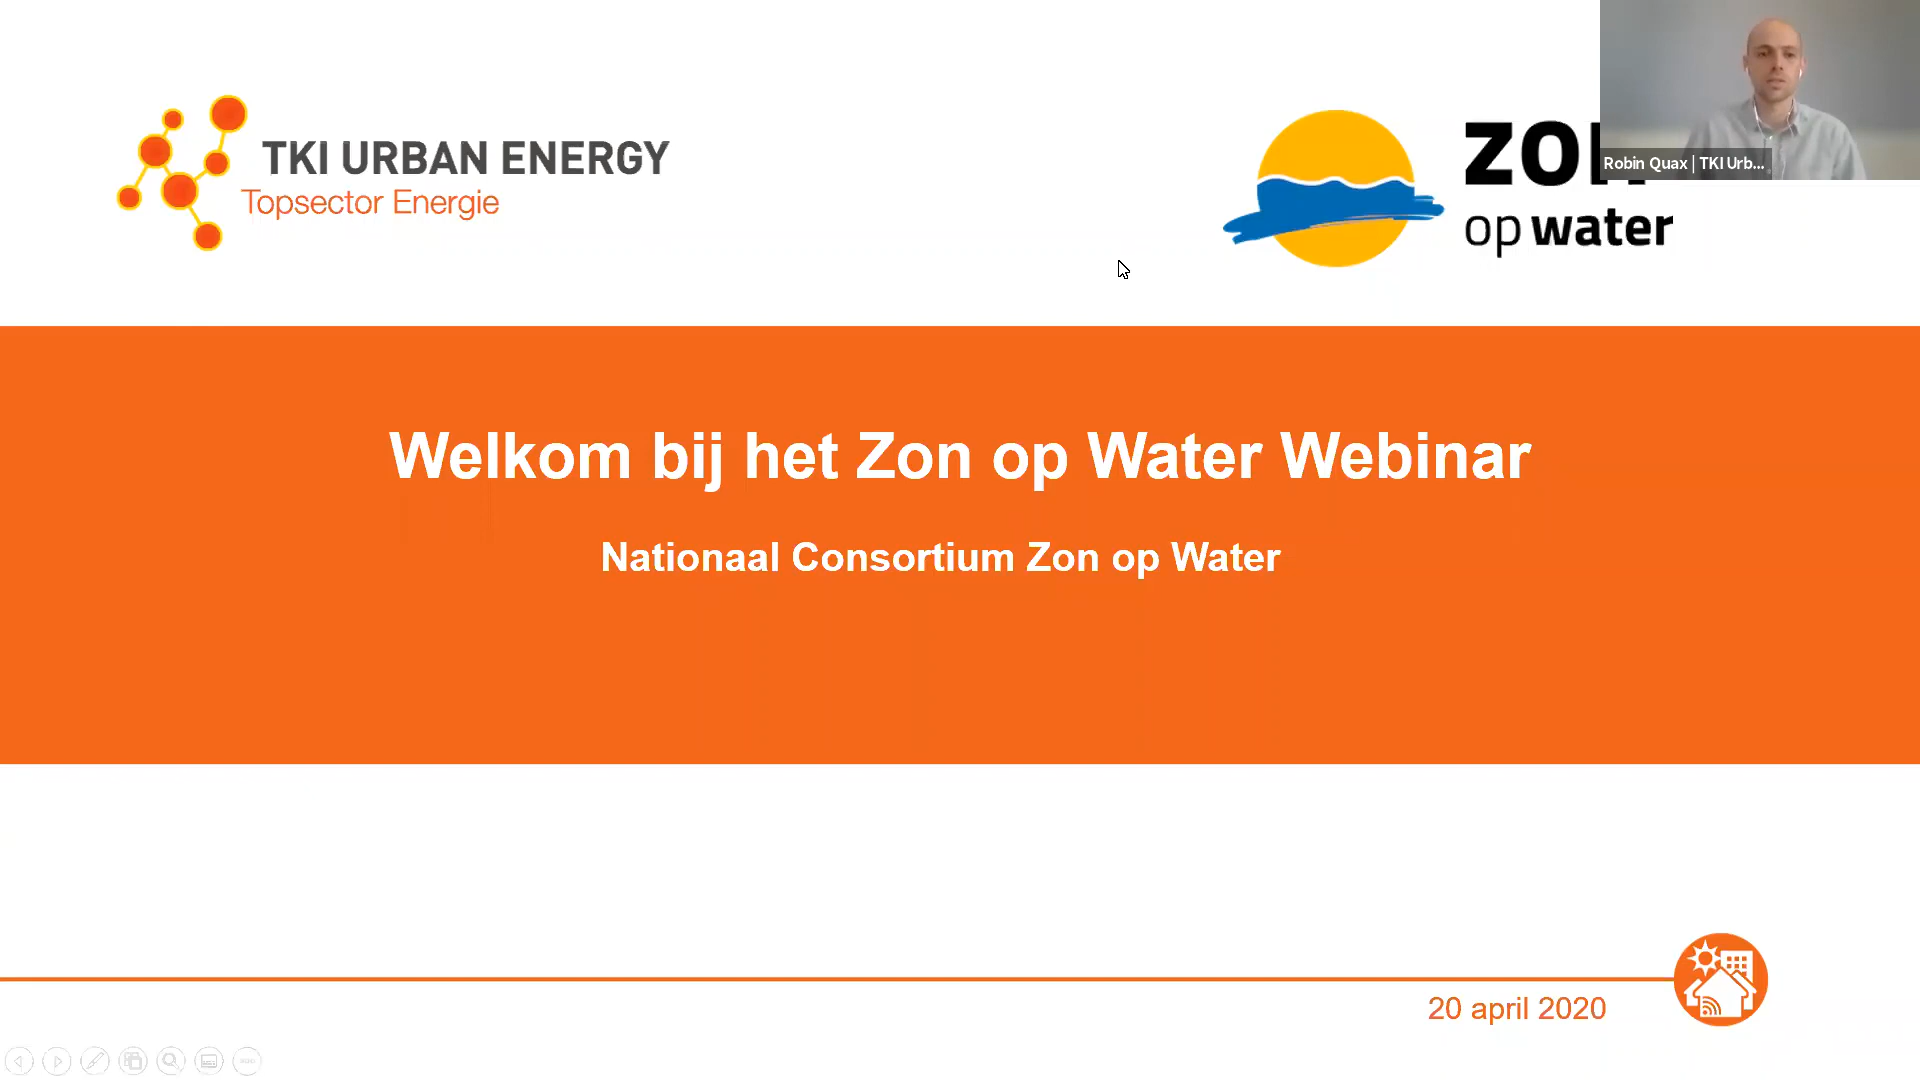 TKI URBAN ENERGY
Topsector Energie
ZON
op water
Robin Quax | TKI Urb...
Welkom bij het Zon op Water Webinar
Nationaal Consortium Zon op Water
20 april 2020